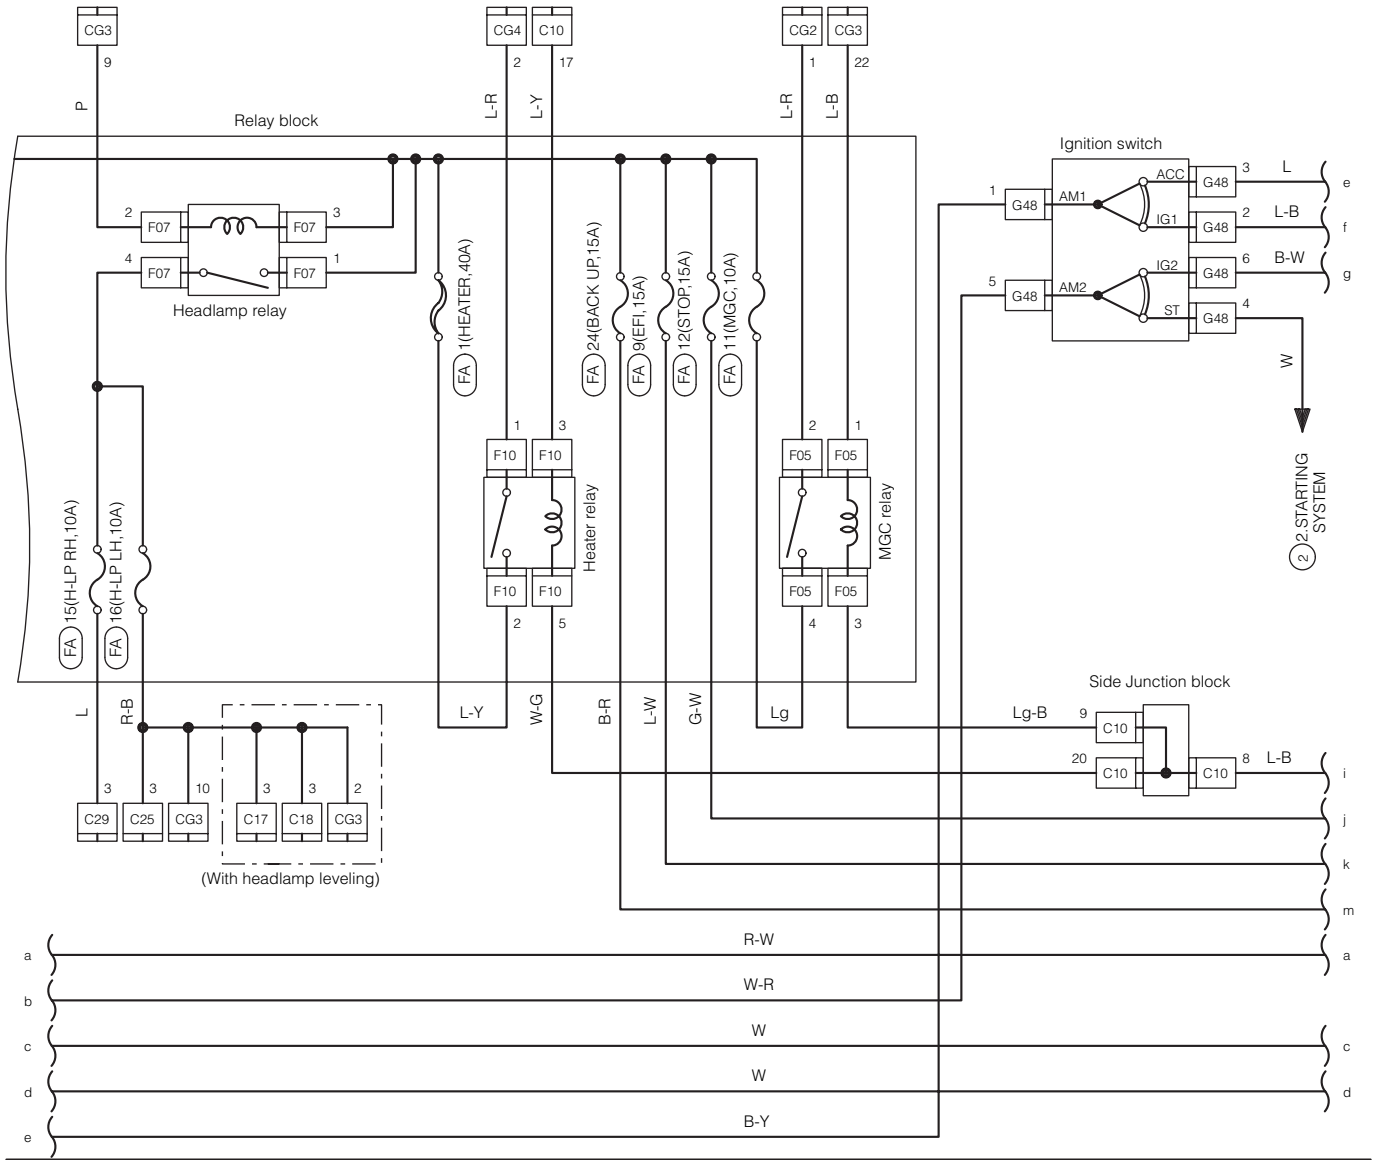 CG3
CG4
C10
CG2
CG3
9
2
17
1
22
P
L-R
L-Y
L-R
L-B
Relay block
Ignition switch
2
F07
F07
3
4
F07
F07
1
Headlamp relay
1
G48
AM1
ACC
G48
3
L
e
IG1
G48
2
L-B
f
5
G48
AM2
IG2
G48
6
B-W
g
ST
G48
4
W
2 2.STARTING
SYSTEM
FA 1(HEATER,40A)
FA 24(BACK UP,15A)
FA 9(EFI,15A)
FA 12(STOP,15A)
FA 11(MGC,10A)
1
3
F10
F10
Heater relay
F10
F10
2
5
2
1
F05
F05
MGC relay
F05
F05
4
3
FA 15(H-LP RH,10A)
FA 16(H-LP LH,10A)
L
R-B
L-Y
W-G
B-R
L-W
G-W
Lg
Side Junction block
Lg-B
9
C10
20
C10
C10
8
L-B
i
3
3
10
3
3
2
C29
C25
CG3
C17
C18
CG3
(With headlamp leveling)
j
k
m
a
R-W
a
b
W-R
c
W
c
d
W
d
e
B-Y